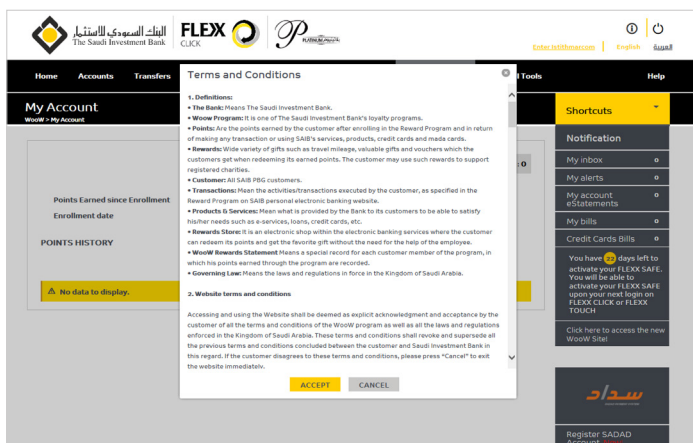 البنك السعودي للاستثمار
The Saudi Investment Bank
FLEXX
CLICK
PLATINUM
Enter Istithmarcom
English
العربية
Home
Accounts
Transfers
Tools
Help
My Account
WooW > My Account
Points Earned since Enrollment
Enrollment date
POINTS HISTORY
No data to display.
Terms and Conditions
1. Definitions:
• The Bank: Means The Saudi Investment Bank.
• Woow Program: It is one of The Saudi Investment Bank's loyalty programs.
• Points: Are the points earned by the customer after enrolling in the Reward Program and in return
of making any transaction or using SAIB's services, products, credit cards and mada cards.
• Rewards: Wide variety of gifts such as travel mileage, valuable gifts and vouchers which the
customers get when redeeming its earned points. The customer may use such rewards to support
registered charities.
• Customer: All SAIB PBG customers.
• Transactions: Mean the activities/transactions executed by the customer, as specified in the
Reward Program on SAIB personal electronic banking website.
• Products & Services: Mean what is provided by the Bank to its customers to be able to satisfy
his/her needs such as e-services, loans, credit cards, etc.
• Rewards Store: It is an electronic shop within the electronic banking services where the customer
can redeem its points and get the favorite gift without the need for the help of the employee.
• WooW Rewards Statement Means a special record for each customer member of the program, in
which his points earned through the program are recorded.
• Governing Law: Means the laws and regulations in force in the Kingdom of Saudi Arabia.
2. Website terms and conditions
Accessing and using the Website shall be deemed as explicit acknowledgment and acceptance by the
customer of all the terms and conditions of the WooW program as well as all the laws and regulations
enforced in the Kingdom of Saudi Arabia. These terms and conditions shall revoke and supersede all
the previous terms and conditions concluded between the customer and Saudi Investment Bank in
this regard. If the customer disagrees to these terms and conditions, please press "Cancel" to exit
the website immediately.
ACCEPT
CANCEL
: 0
Shortcuts
Notification
My inbox 0
My alerts 0
My account 0
eStatements
My bills 0
Credit Cards Bills 0
You have 22 days left to
activate your FLEXX SAFE.
You will be able to
activate your FLEXX SAFE
upon your next login on
FLEXX CLICK or FLEXX
TOUCH
Click here to access the new
WooW Site!
سداد
Register SADAD
Account